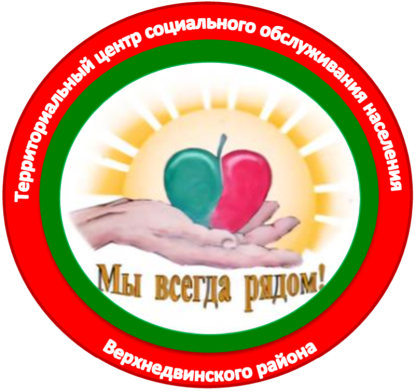 Территориальный центр социального обслуживания населения
Мы всегда рядом!
Верхнедвинского района